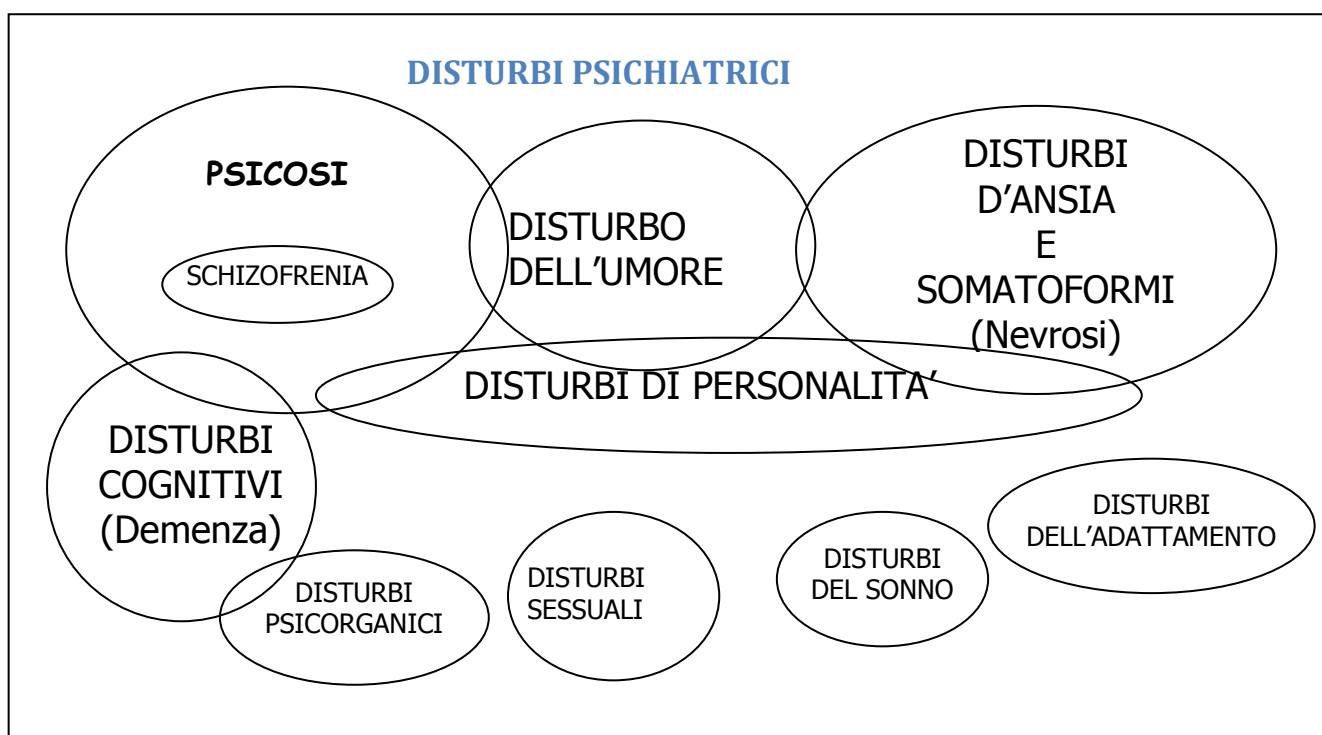 DISTURBI PSICHIATRICI
PSICOSI
SCHIZOFRENIA
DISTURBO
DELL’UMORE
DISTURBI
D’ANSIA
E
SOMATOFORMI
(Nevrosi)
DISTURBI DI PERSONALITA’
DISTURBI
COGNITIVI
(Demenza)
DISTURBI
PSICORGANICI
DISTURBI
SESSUALI
DISTURBI
DEL SONNO
DISTURBI
DELL’ADATTAMENTO